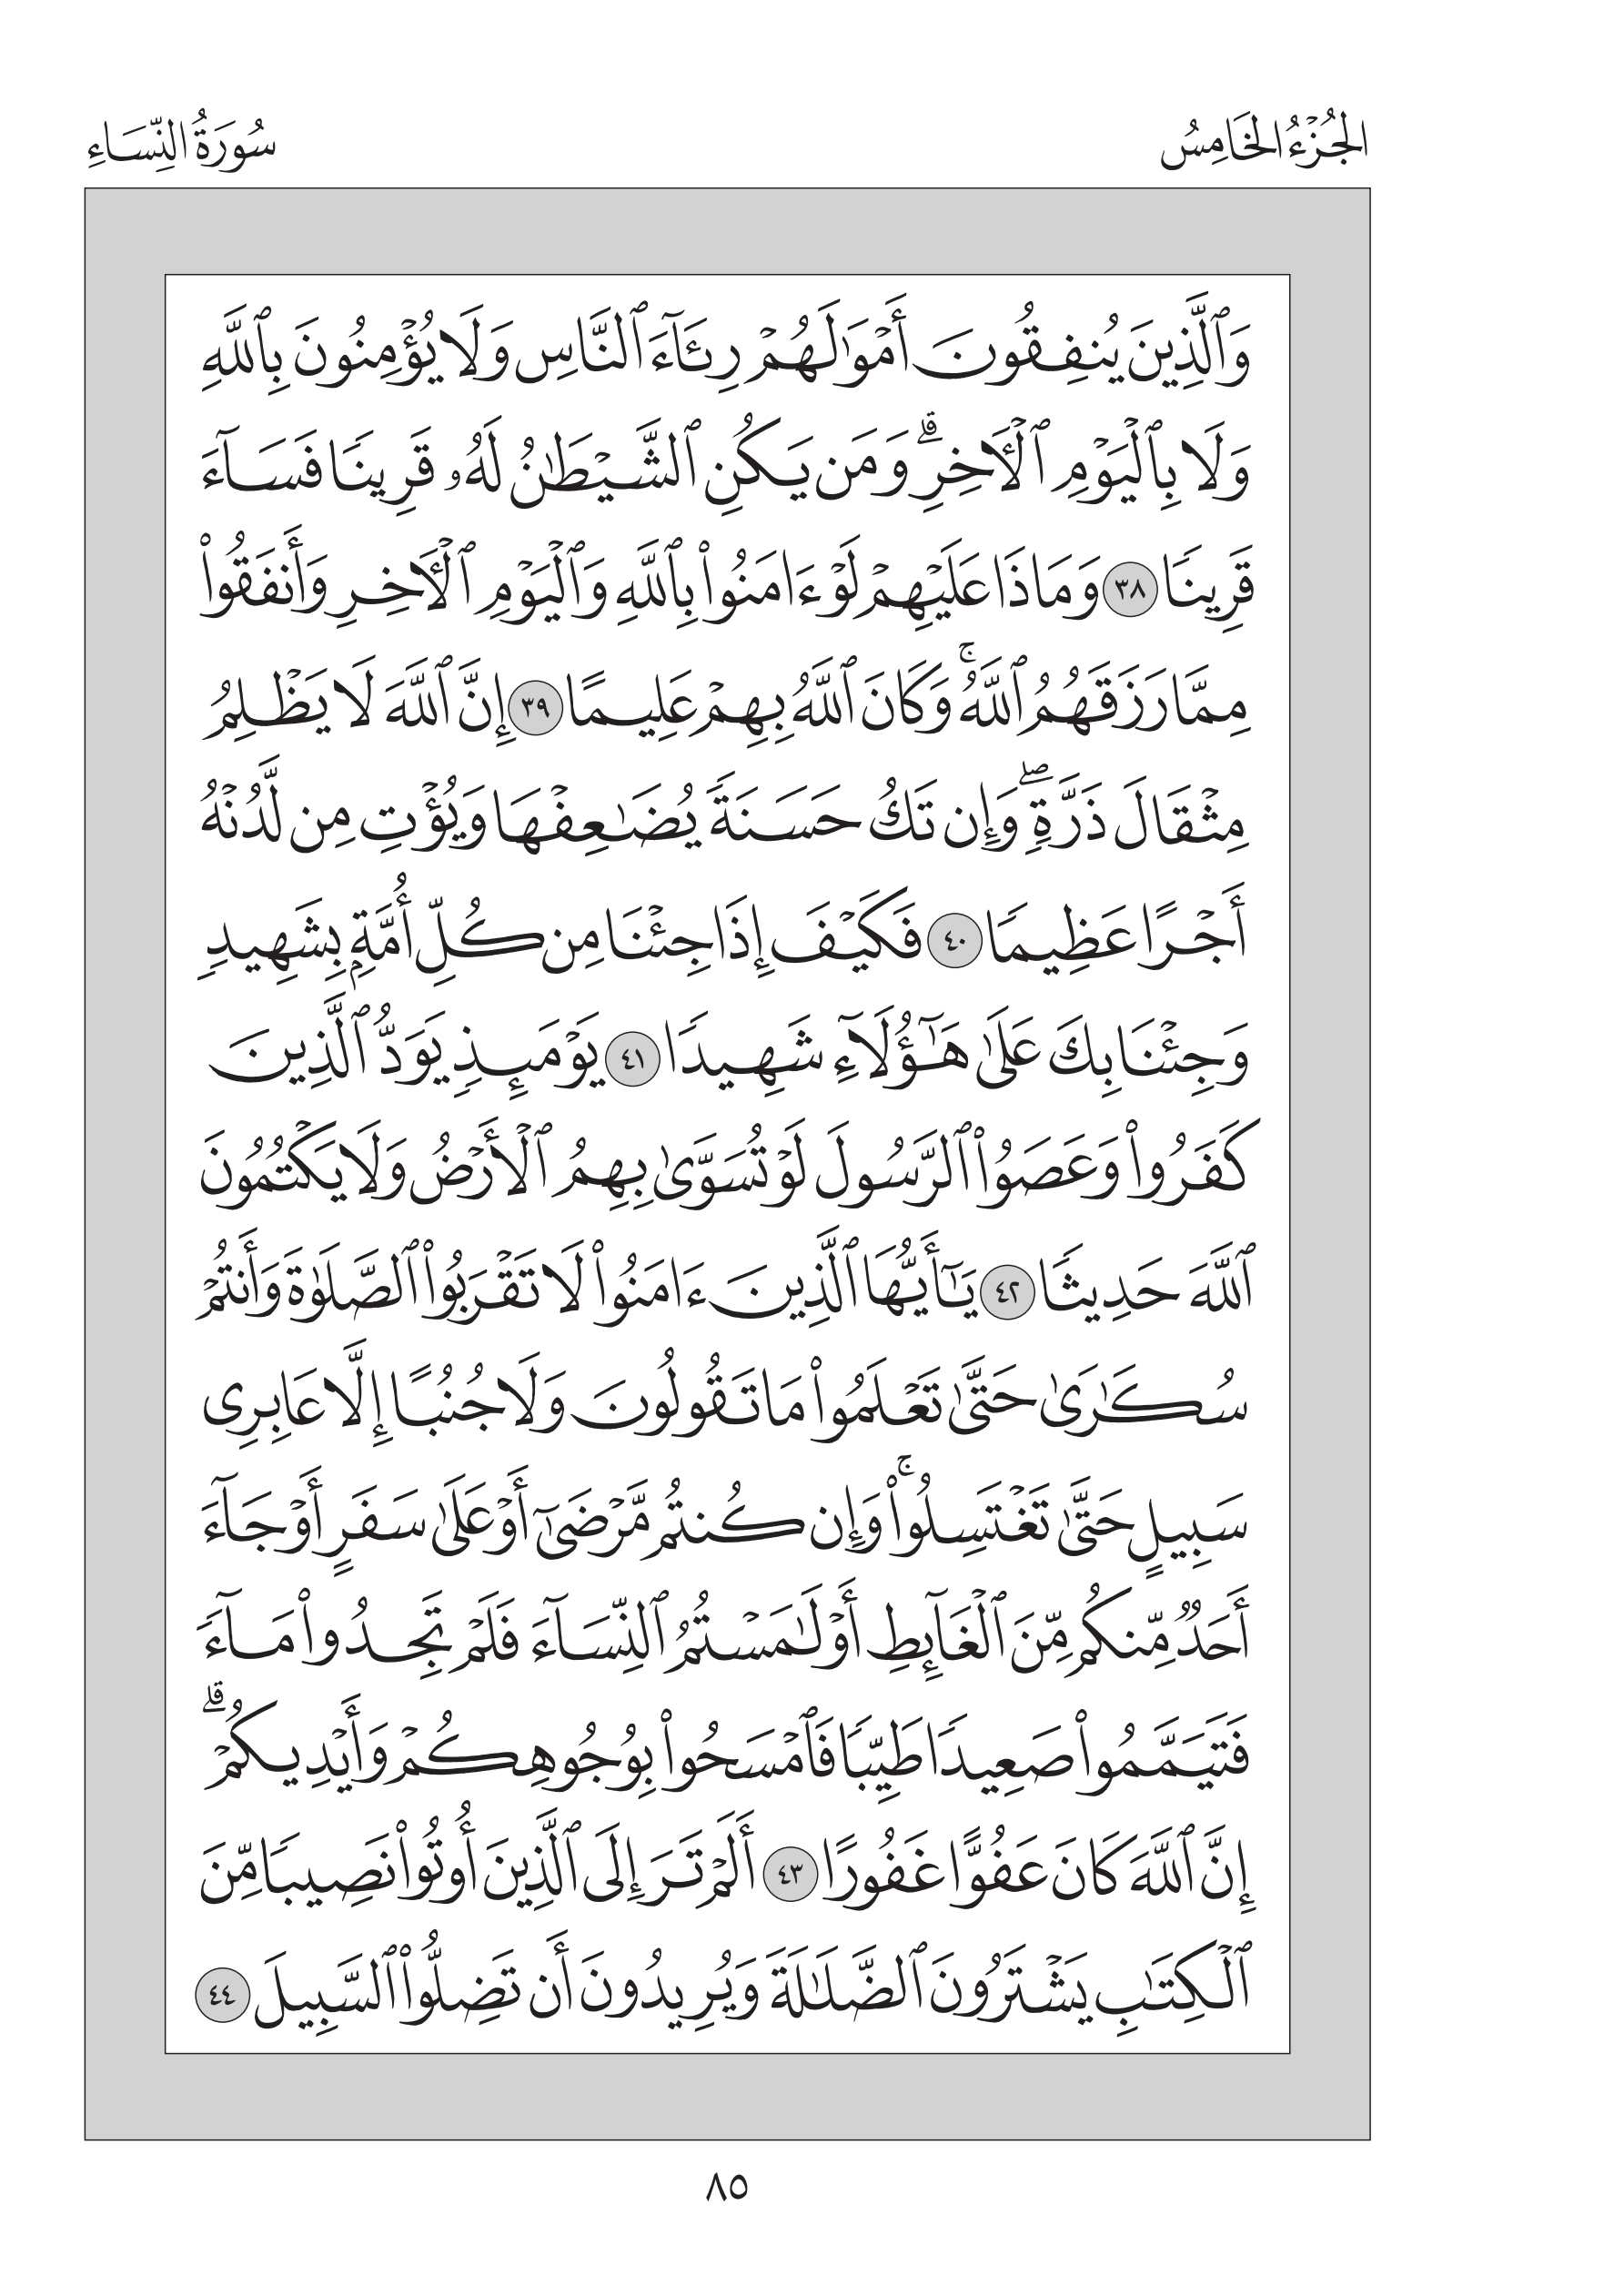 الجُزْءُ الخَامِسُ
سُورَةُ النِّسَاءِ
وَٱلَّذِينَ يُنفِقُونَ أَمْوَٰلَهُمْ رِئَآءَ ٱلنَّاسِ وَلَا يُؤْمِنُونَ بِٱللَّهِ
وَلَا بِٱلْيَوْمِ ٱلْأَخِرِ ۗ وَمَن يَكُنِ ٱلشَّيْطَٰنُ لَهُۥ قَرِينًا فَسَآءَ
قَرِينًا ٣٨ وَمَاذَا عَلَيْهِمْ لَوْ ءَامَنُوا۟ بِٱللَّهِ وَٱلْيَوْمِ ٱلْأَخِرِ وَأَنفَقُوا۟
مِمَّا رَزَقَهُمُ ٱللَّهُ ۚ وَكَانَ ٱللَّهُ بِهِمْ عَلِيمًا ٣٩ إِنَّ ٱللَّهَ لَا يَظْلِمُ
مِثْقَالَ ذَرَّةٍ ۖ وَإِن تَكُ حَسَنَةً يُضَٰعِفْهَا وَيُؤْتِ مِن لَّدُنْهُ
أَجْرًا عَظِيمًا ٤٠ فَكَيْفَ إِذَا جِئْنَا مِن كُلِّ أُمَّةٍۭ بِشَهِيدٍ
وَجِئْنَا بِكَ عَلَىٰ هَٰٓؤُلَآءِ شَهِيدًا ٤١ يَوْمَئِذٍ يَوَدُّ ٱلَّذِينَ
كَفَرُوا۟ وَعَصَوُا۟ ٱلرَّسُولَ لَوْ تُسَوَّىٰ بِهِمُ ٱلْأَرْضُ وَلَا يَكْتُمُونَ
ٱللَّهَ حَدِيثًا ٤٢ يَٰٓأَيُّهَا ٱلَّذِينَ ءَامَنُوا۟ لَا تَقْرَبُوا۟ ٱلصَّلَوٰةَ وَأَنتُمْ
سُكَٰرَىٰ حَتَّىٰ تَعْلَمُوا۟ مَا تَقُولُونَ وَلَا جُنُبًا إِلَّا عَابِرِى
سَبِيلٍ حَتَّىٰ تَغْتَسِلُوا۟ ۚ وَإِن كُنتُم مَّرْضَىٰٓ أَوْ عَلَىٰ سَفَرٍ أَوْ جَآءَ
أَحَدٌ مِّنكُم مِّنَ ٱلْغَآئِطِ أَوْ لَٰمَسْتُمُ ٱلنِّسَآءَ فَلَمْ تَجِدُوا۟ مَآءً
فَتَيَمَّمُوا۟ صَعِيدًا طَيِّبًا فَٱمْسَحُوا۟ بِوُجُوهِكُمْ وَأَيْدِيكُمْ ۗ
إِنَّ ٱللَّهَ كَانَ عَفُوًّا غَفُورًا ٤٣ أَلَمْ تَرَ إِلَى ٱلَّذِينَ أُوتُوا۟ نَصِيبًا مِّنَ
ٱلْكِتَٰبِ يَشْتَرُونَ ٱلضَّلَٰلَةَ وَيُرِيدُونَ أَن تَضِلُّوا۟ ٱلسَّبِيلَ ٤٤
٨٥